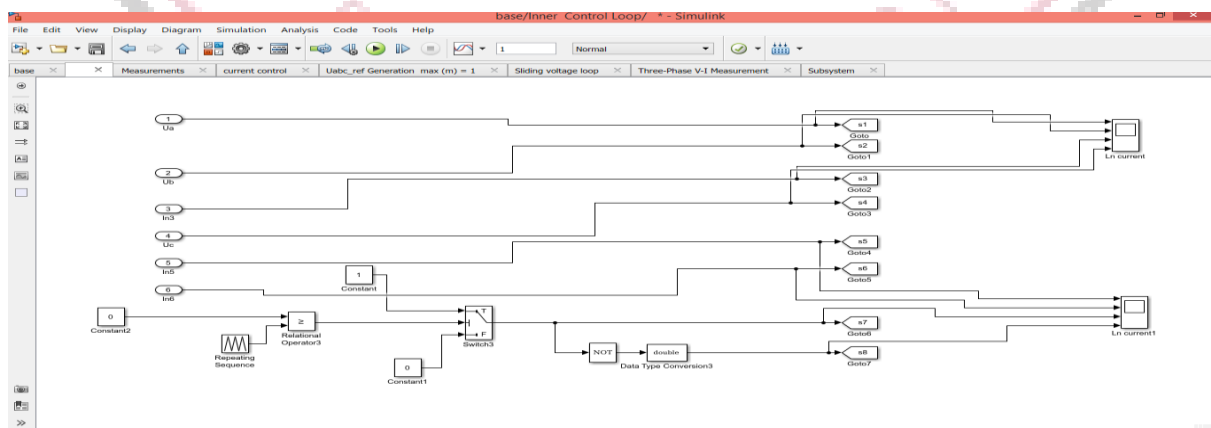 base/Inner Control Loop/ * - Simulink
File Edit View Display Diagram Simulation Analysis Code Tools Help
1 Normal
base Measurements current control Uabc_ref Generation max (m) = 1 Sliding voltage loop Three-Phase V-I Measurement Subsystem
1
Ua
s1
Goto
s2
Goto1
Ln current
2
Ub
s3
Goto2
3
In3
s4
Goto3
4
Uc
s5
Goto4
5
In5
s6
Goto5
1
Constant
6
In6
0
Constant2
≥
Relational
Operator3
T
F
Switch3
s7
Goto6
Ln current1
Repeating
Sequence
NOT
double
Data Type Conversion3
s8
Goto7
0
Constant1